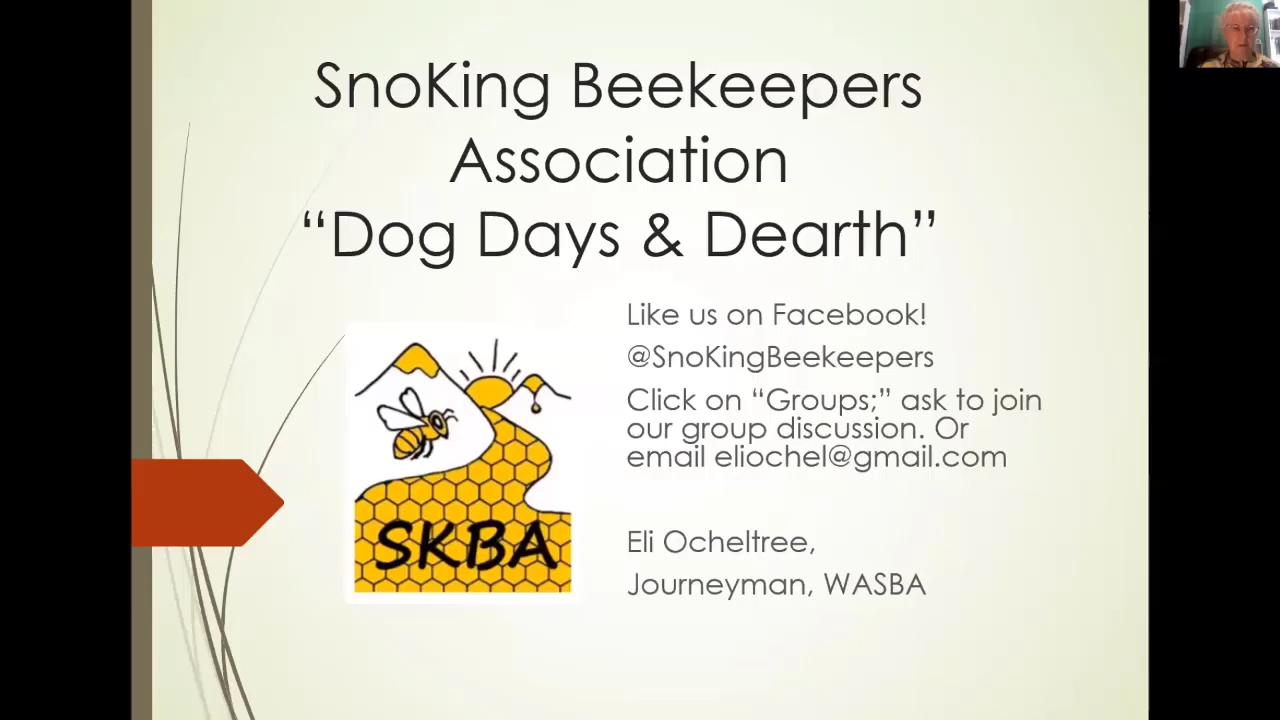 SnoKing Beekeepers
Association
“Dog Days & Dearth”
Like us on Facebook!
@SnoKingBeekeepers
Click on “Groups;” ask to join
our group discussion. Or
email eliochel@gmail.com
SKBA
Eli Ocheltree,
Journeyman, WASBA